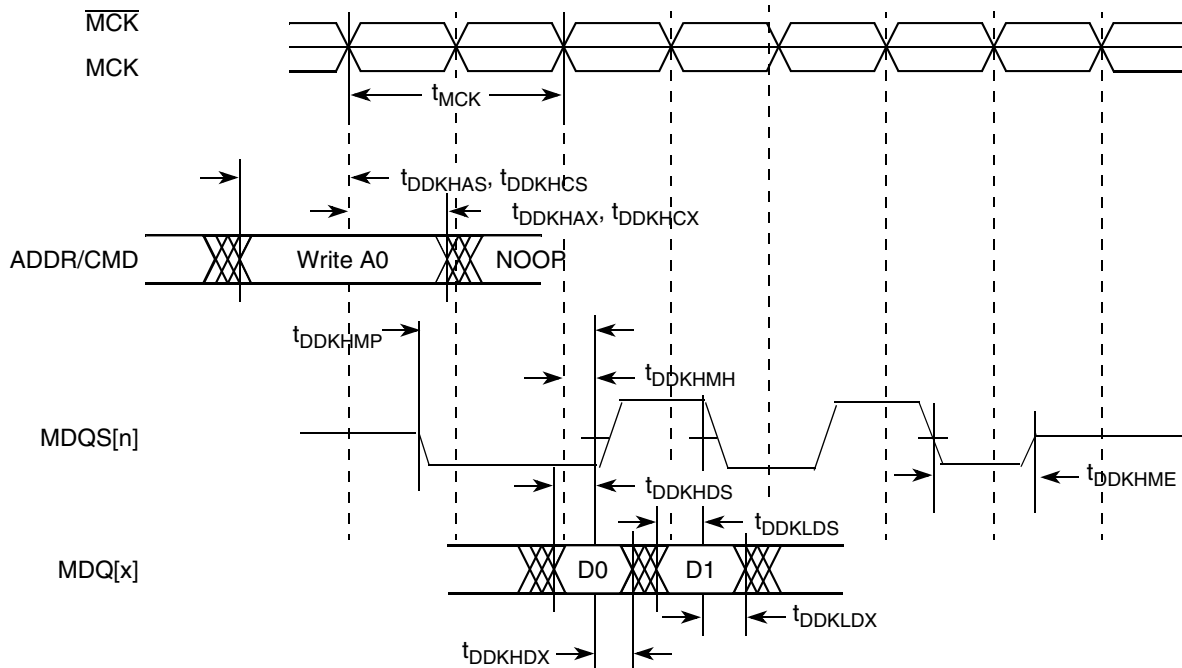 MCK
MCK
tMCK
tDDKHAS, tDDKHCS
tDDKHAX, tDDKHCX
ADDR/CMD
Write A0
NOOP
tDDKHMP
tDDKHMH
MDQS[n]
tDDKHDS
tDDKHME
tDDKLDS
MDQ[x]
D0
D1
tDDKLDX
tDDKHDX